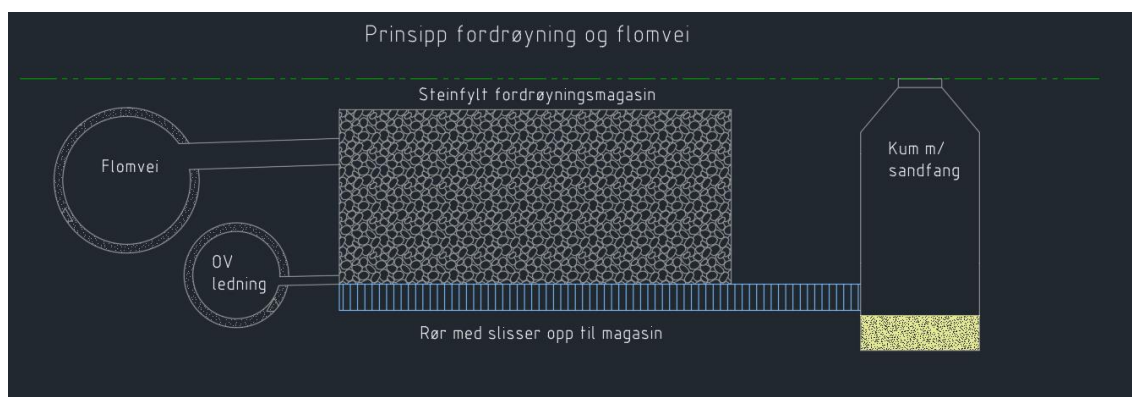 Prinsipp fordrøyning og flomvei
Steinfylt fordrøyningsmagasin
Flomvei
Kum m/
sandfang
OV
ledning
Rør med slisser opp til magasin